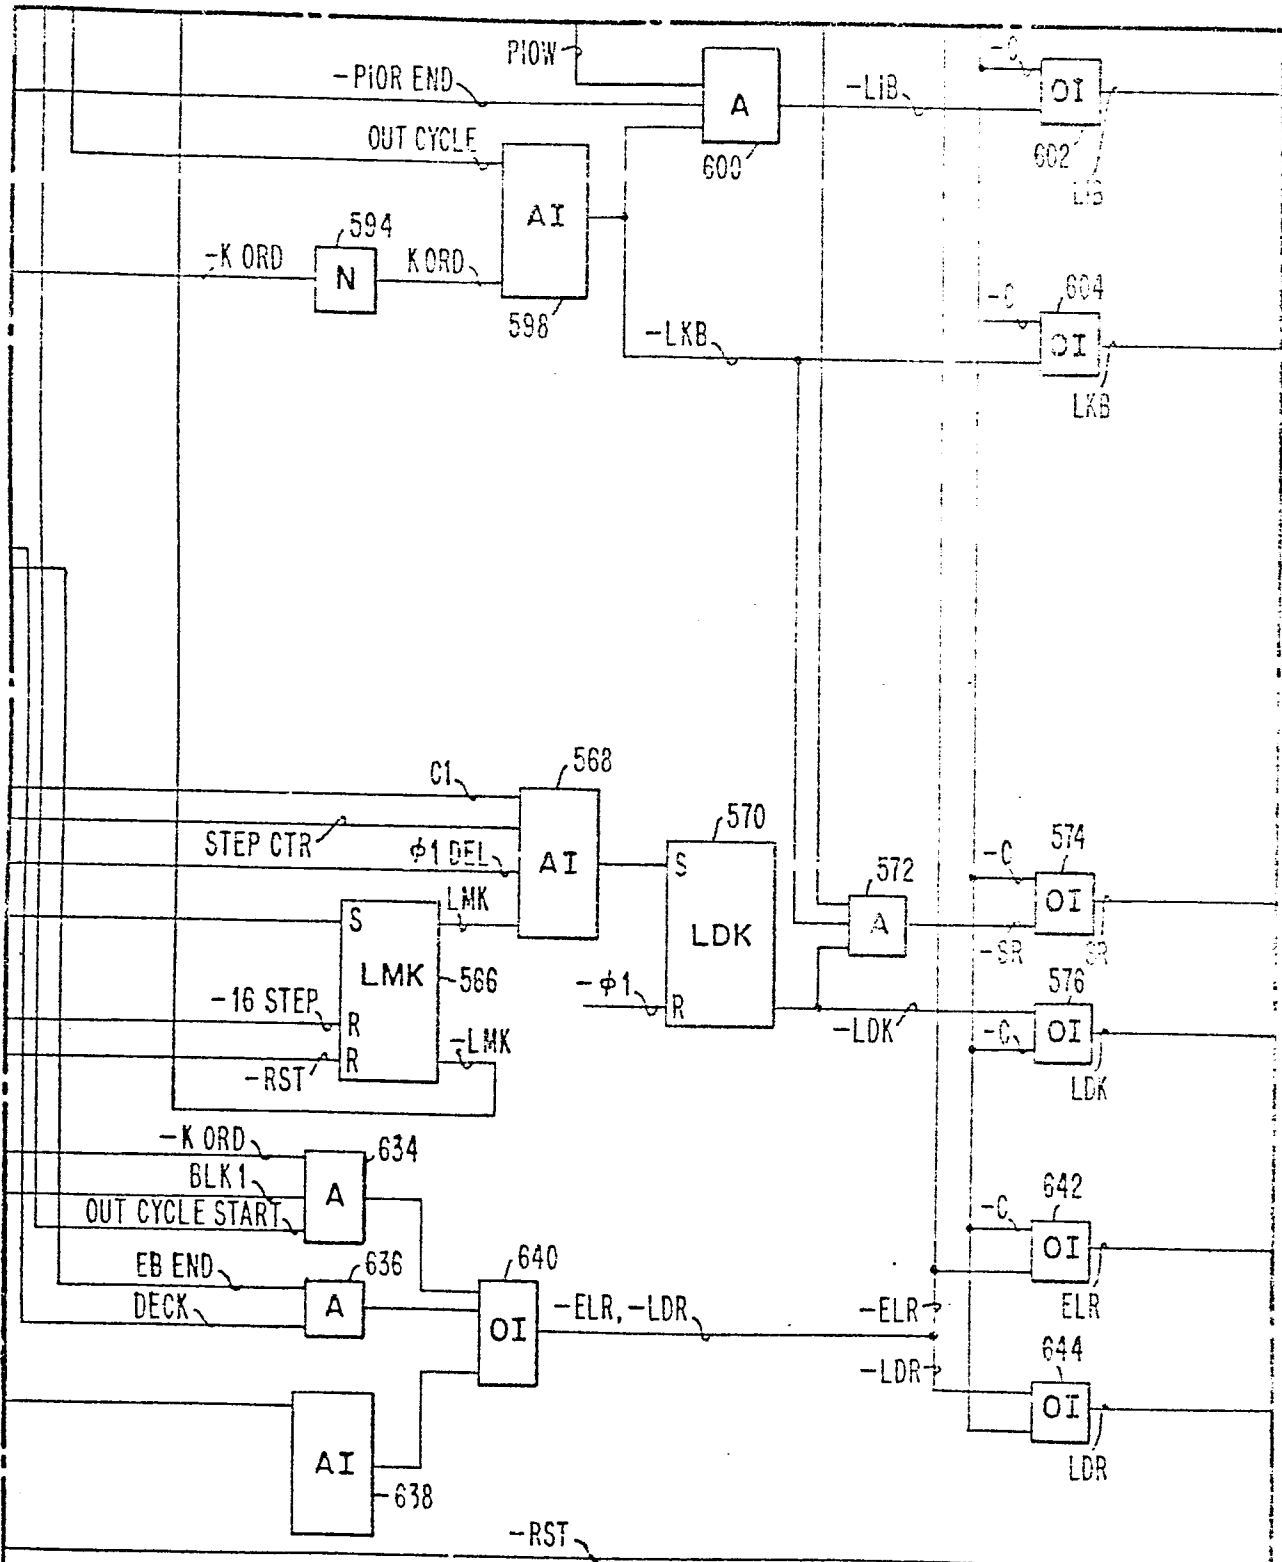 PIOW
-C
-PIOR END
A
-LIB
OI
OUT CYCLE
600
602
LIB
AI
594
-K ORD
N
K ORD
598
-C
604
-LKB
OI
LKB
568
C1
STEP CTR
AI
570
φ1 DEL
S
572
-C
574
LMK
OI
S
LDK
A
-SR
SR
LMK
566
-16 STEP
-φ1
576
R
R
-LDK
OI
-LMK
-C
R
-RST
LDK
-K ORD
634
BLK1
A
642
-C
OUT CYCLE START
OI
EB END
636
640
ELR
DECK
A
-ELR, -LDR
-ELR
OI
644
-LDR
OI
AI
LDR
638
-RST